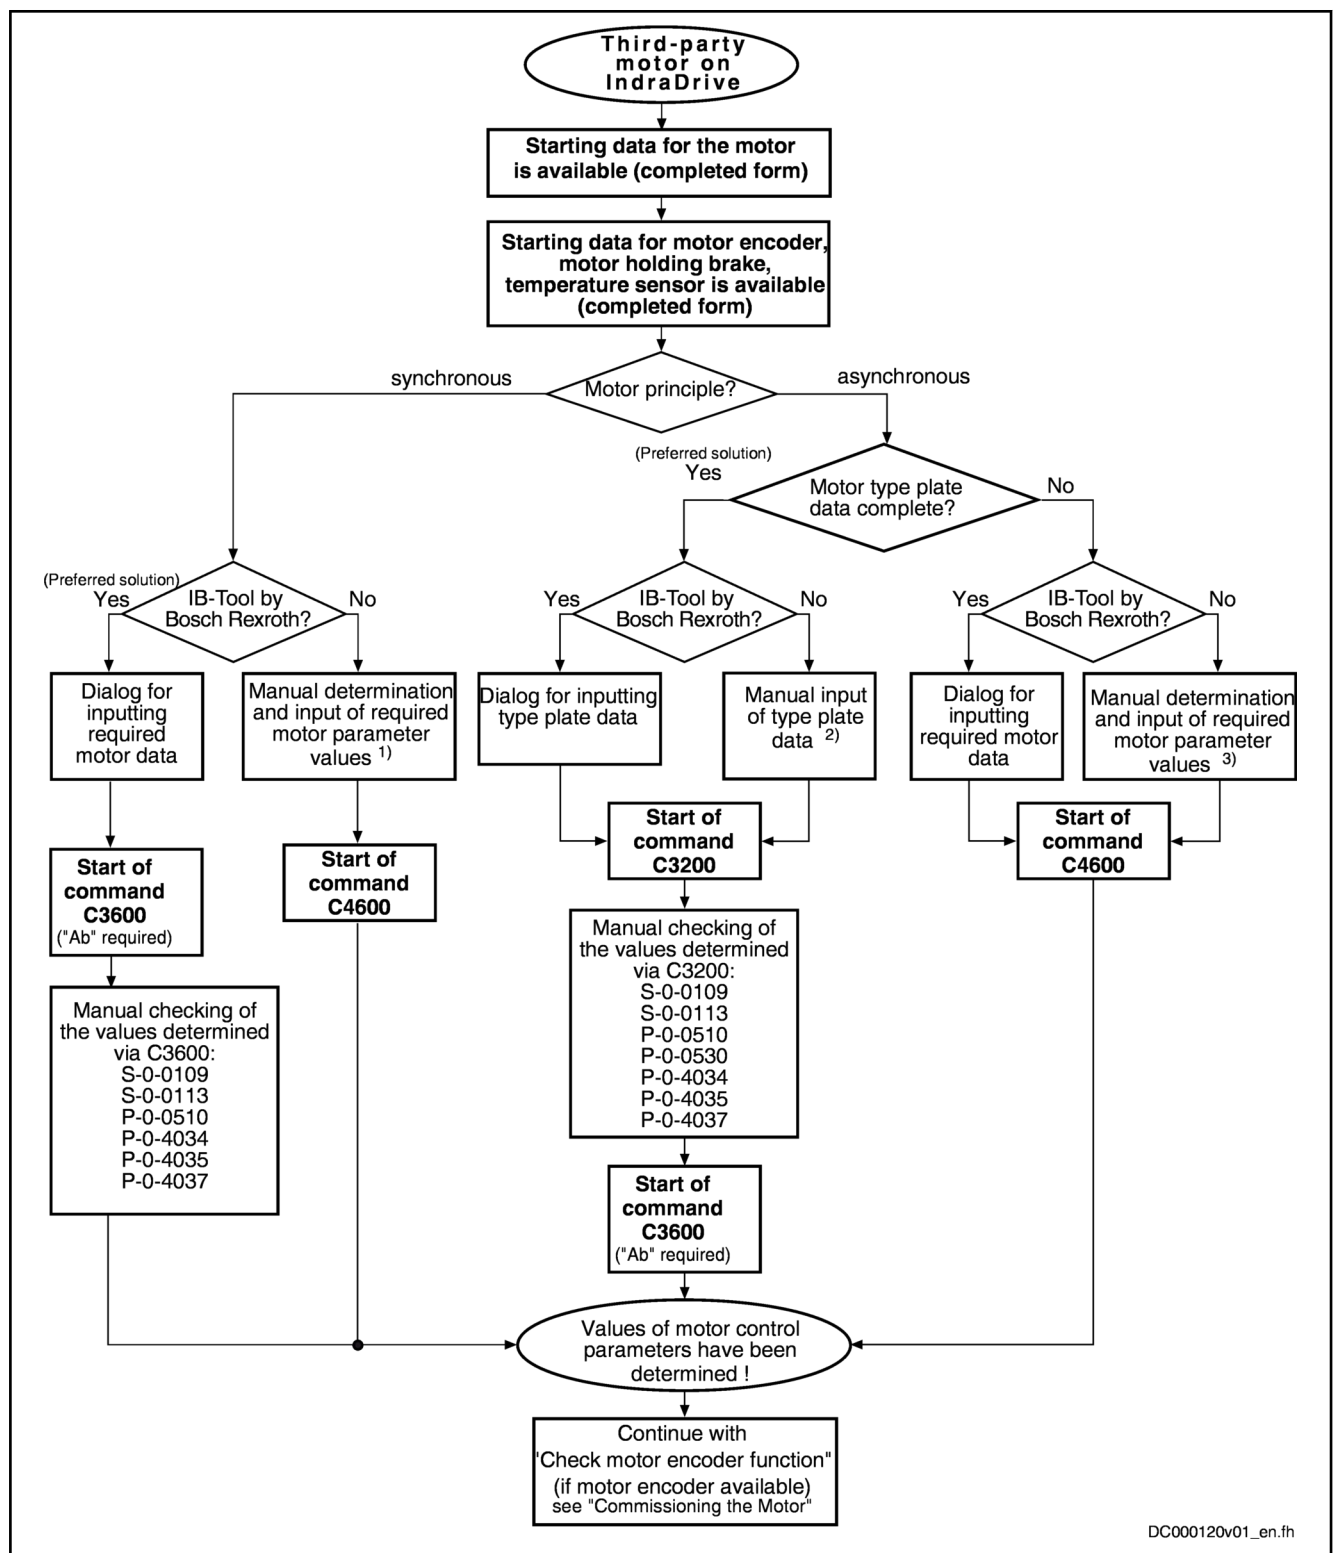 Third-party
motor on
IndraDrive
Starting data for the motor
is available (completed form)
Starting data for motor encoder,
motor holding brake,
temperature sensor is available
(completed form)
Motor principle?
synchronous
asynchronous
(Preferred solution)
Yes
Motor type plate
data complete?
No
(Preferred solution)
Yes
IB-Tool by
Bosch Rexroth?
No
Yes
IB-Tool by
Bosch Rexroth?
No
Yes
IB-Tool by
Bosch Rexroth?
No
Dialog for
inputting
required
motor data
Manual determination
and input of required
motor parameter
values 1)
Dialog for inputting
type plate data
Manual input
of type plate
data 2)
Dialog for
inputting
required motor
data
Manual determination
and input of required
motor parameter
values 3)
Start of
command
C3600
("Ab" required)
Start of
command
C4600
Start of
command
C3200
Start of
command
C4600
Manual checking of
the values determined
via C3600:
S-0-0109
S-0-0113
P-0-0510
P-0-4034
P-0-4035
P-0-4037
Manual checking of
the values determined
via C3200:
S-0-0109
S-0-0113
P-0-0510
P-0-0530
P-0-4034
P-0-4035
P-0-4037
Start of
command
C3600
("Ab" required)
Values of motor control
parameters have been
determined !
Continue with
'Check motor encoder function"
(if motor encoder available)
see "Commissioning the Motor"
DC000120v01_en.fh